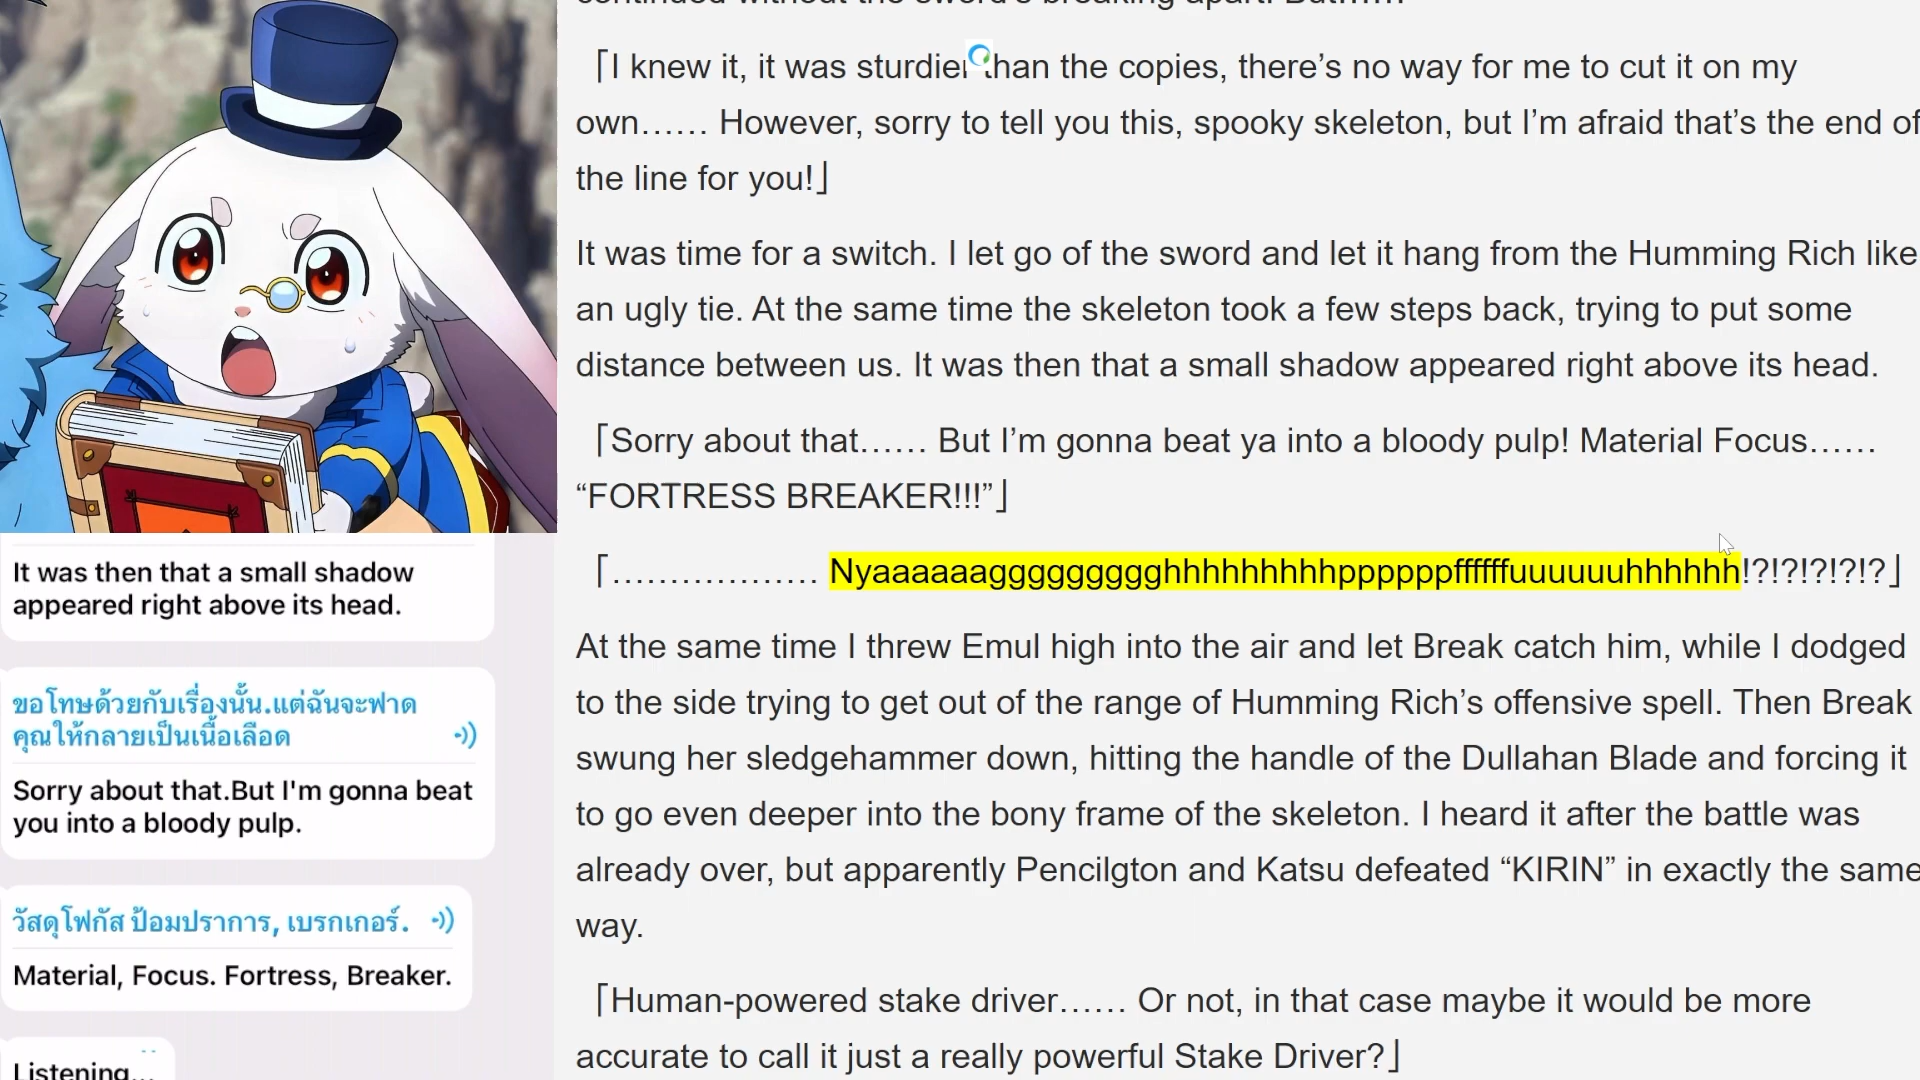 「I knew it, it was sturdier than the copies, there’s no way for me to cut it on my
own…… However, sorry to tell you this, spooky skeleton, but I’m afraid that’s the end of
the line for you!」
It was time for a switch. I let go of the sword and let it hang from the Humming Rich like
an ugly tie. At the same time the skeleton took a few steps back, trying to put some
distance between us. It was then that a small shadow appeared right above its head.
「Sorry about that…… But I’m gonna beat ya into a bloody pulp! Material Focus……
“FORTRESS BREAKER!!!”」
「……………… Nyaaaaaaggggggggghhhhhhhhhppppppffffffuuuuuuhhhhhh!?!?!?!?!?」
At the same time I threw Emul high into the air and let Break catch him, while I dodged
to the side trying to get out of the range of Humming Rich’s offensive spell. Then Break
swung her sledgehammer down, hitting the handle of the Dullahan Blade and forcing it
to go even deeper into the bony frame of the skeleton. I heard it after the battle was
already over, but apparently Pencilgton and Katsu defeated “KIRIN” in exactly the same
way.
「Human-powered stake driver…… Or not, in that case maybe it would be more
accurate to call it just a really powerful Stake Driver?」
It was then that a small shadow
appeared right above its head.
ขอโทษด้วยกับเรื่องนั้น.แต่ฉันจะฟาด
คุณให้กลายเป็นเนื้อเลือด
Sorry about that.But I'm gonna beat
you into a bloody pulp.
วัสดุโฟกัส ป้อมปราการ, เบรกเกอร์.
Material, Focus. Fortress, Breaker.
Listening...